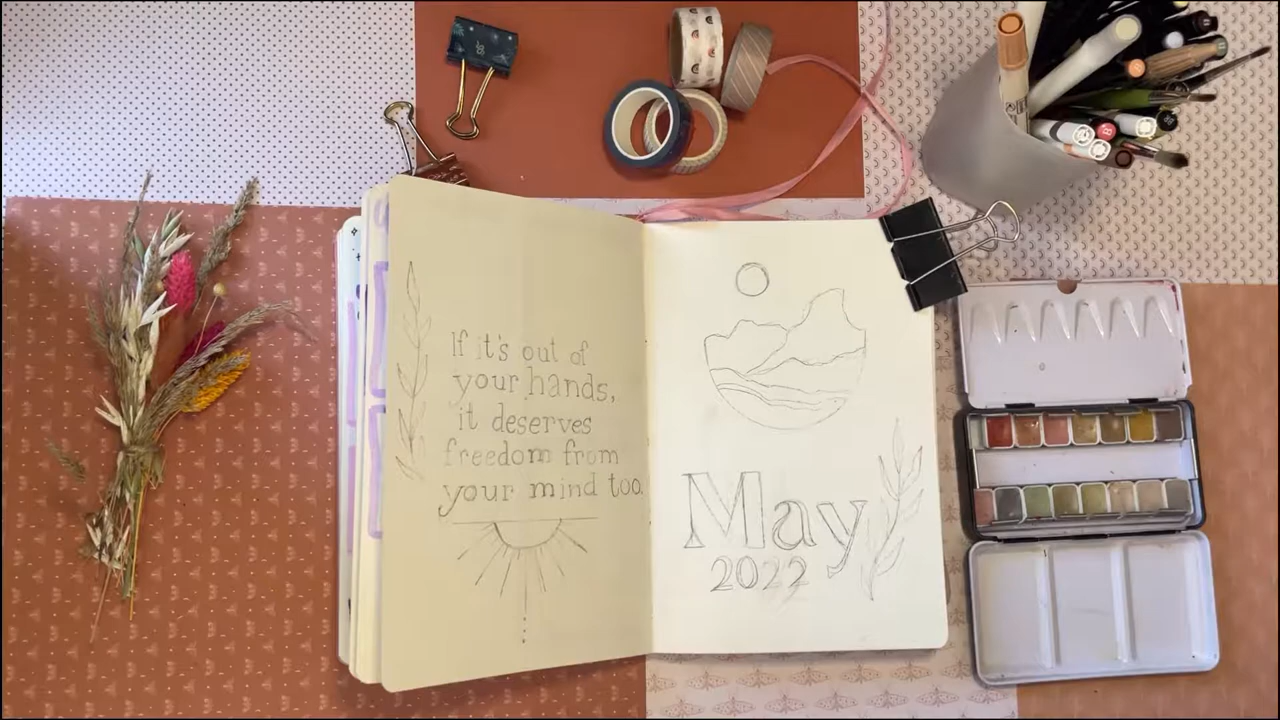 If it's out of
your hands,
it deserves
freedom from
your mind too.
May
2022